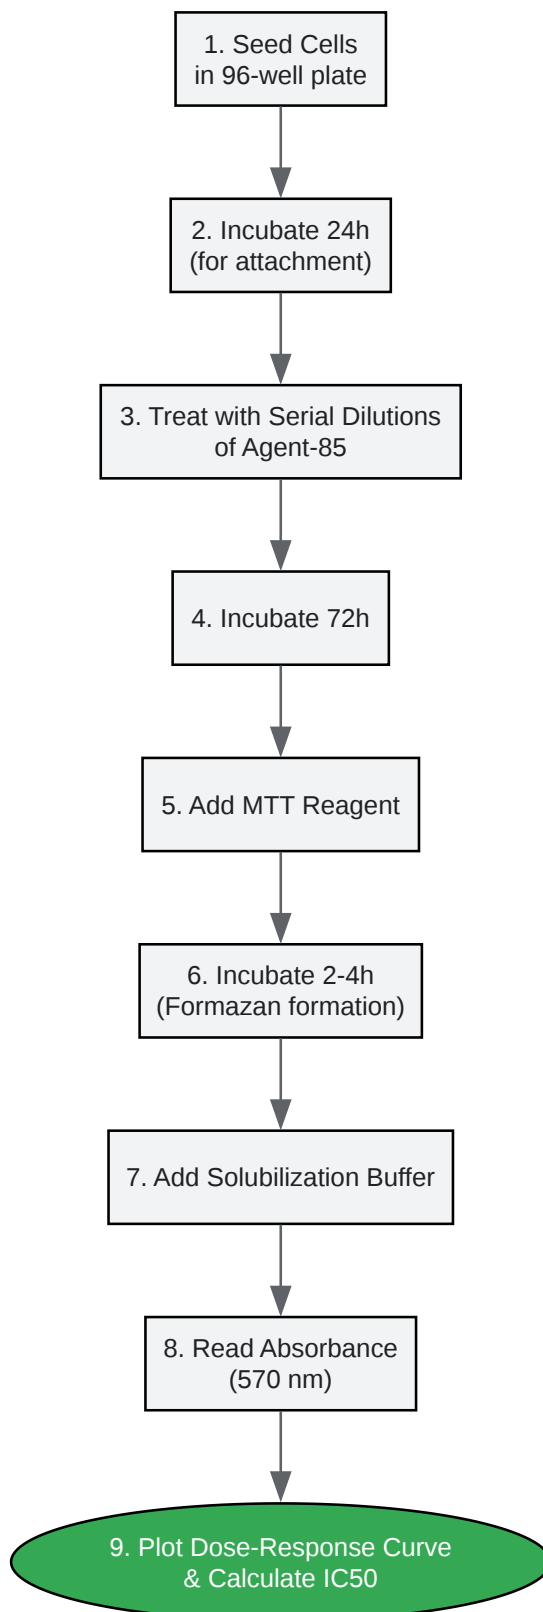 1. Seed Cells
in 96-well plate
2. Incubate 24h
(for attachment)
3. Treat with Serial Dilutions
of Agent-85
4. Incubate 72h
5. Add MTT Reagent
6. Incubate 2-4h
(Formazan formation)
7. Add Solubilization Buffer
8. Read Absorbance
(570 nm)
9. Plot Dose-Response Curve
& Calculate IC50